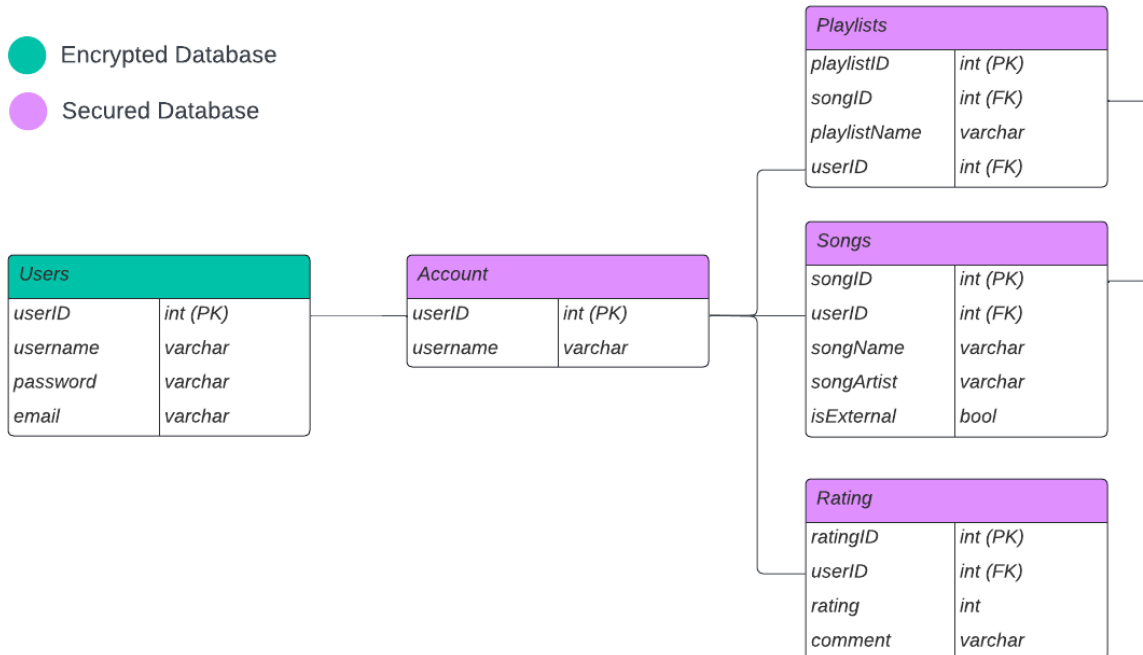 Encrypted Database
Secured Database
Users
userID int (PK)
username varchar
password varchar
email varchar
Account
userID int (PK)
username varchar
Playlists
playlistID int (PK)
songID int (FK)
playlistName varchar
userID int (FK)
Songs
songID int (PK)
userID int (FK)
songName varchar
songArtist varchar
isExternal bool
Rating
ratingID int (PK)
userID int (FK)
rating int
comment varchar